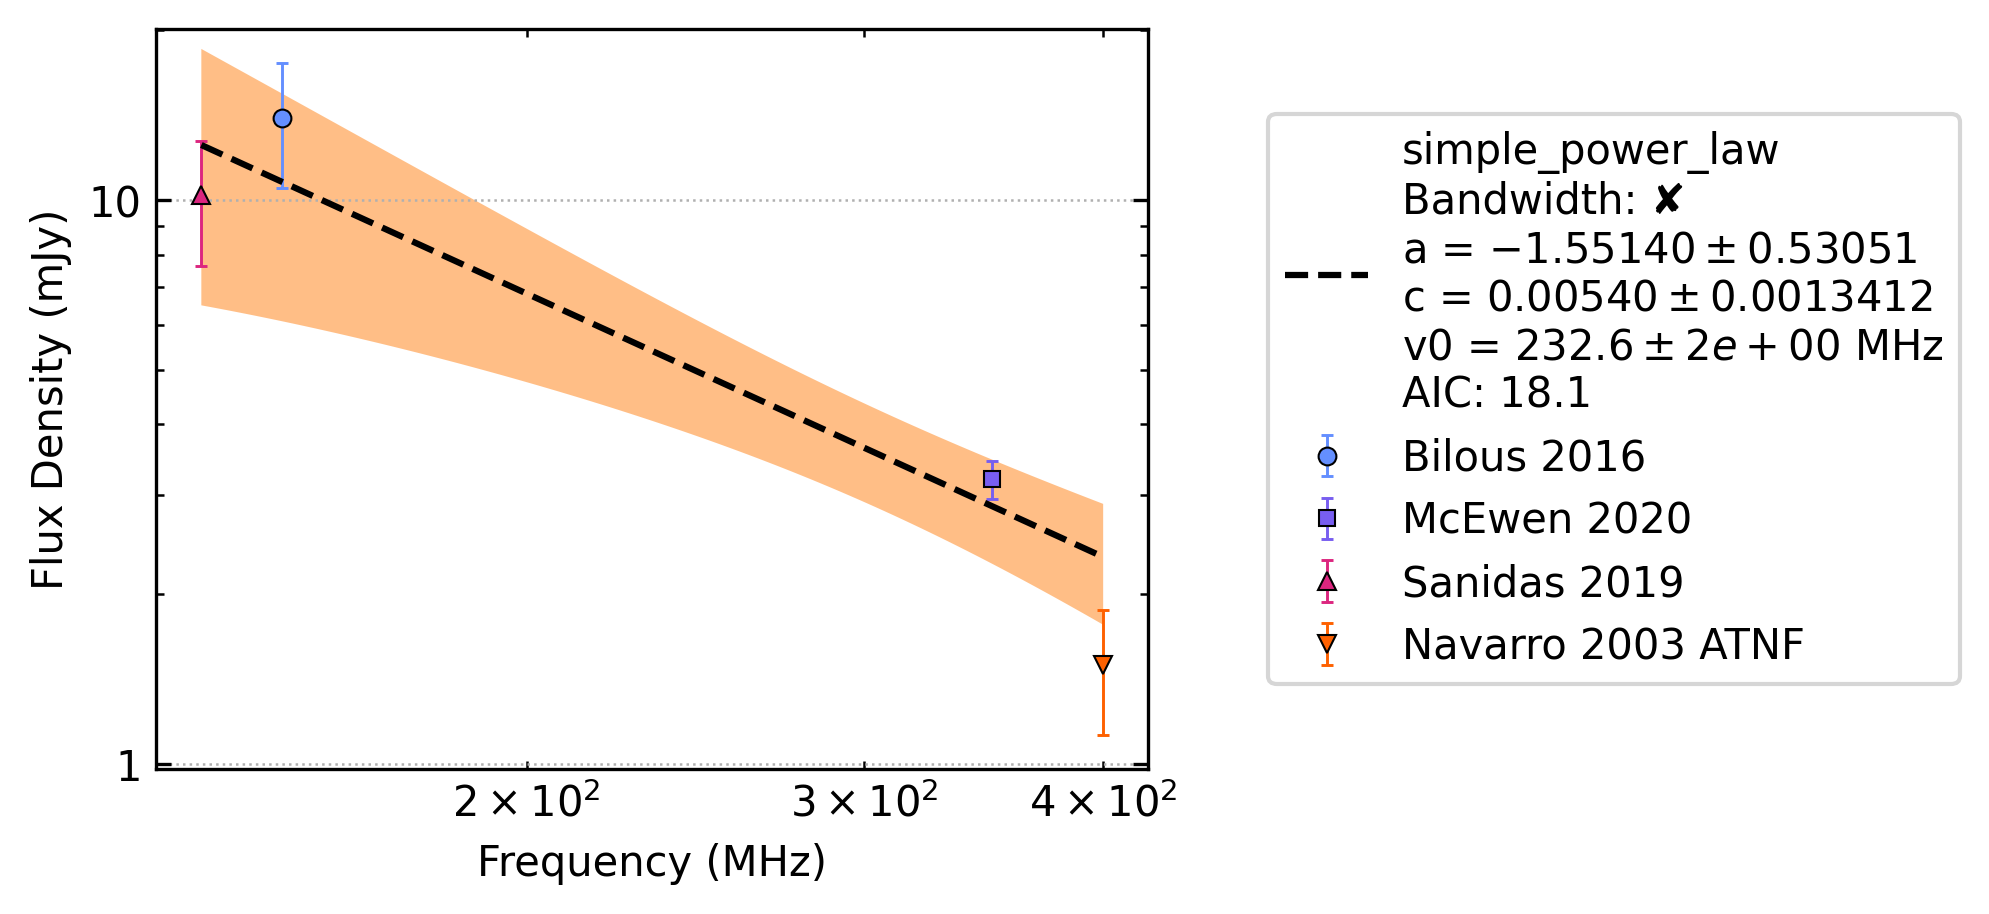 10
1
Flux Density (mJy)
2 × 10²
3 × 10²
4 × 10²
Frequency (MHz)
simple_power_law
Bandwidth: ✘
a = −1.55140 ± 0.53051
c = 0.00540 ± 0.0013412
v0 = 232.6 ± 2e + 00 MHz
AIC: 18.1
Bilous 2016
McEwen 2020
Sanidas 2019
Navarro 2003 ATNF